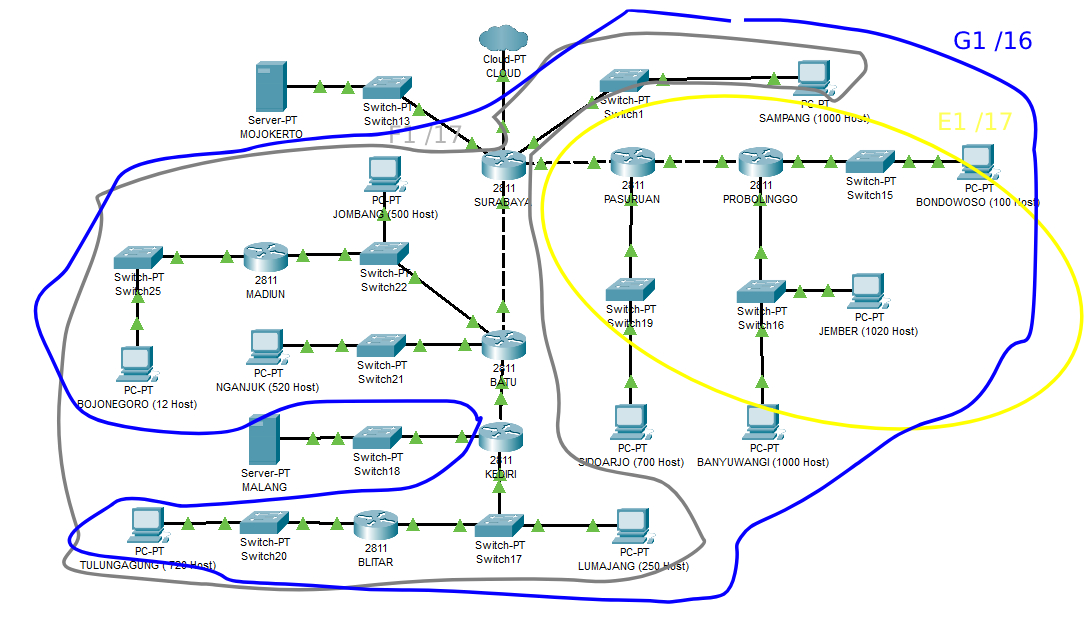 G1 /16
Cloud-PT
CLOUD
Server-PT
MOJOKERTO
Switch-PT
Switch13
Switch-PT
Switch1
PC-PT
SAMPANG (1000 Host)
F1 /17
E1 /17
2811
SURABAYA
2811
PASURUAN
2811
PROBOLINGGO
Switch-PT
Switch15
PC-PT
BONDOWOSO (100 Host)
PC-PT
JOMBANG (500 Host)
Switch-PT
Switch25
2811
MADIUN
Switch-PT
Switch22
Switch-PT
Switch19
Switch-PT
Switch16
PC-PT
JEMBER (1020 Host)
PC-PT
BOJONEGORO (12 Host)
PC-PT
NGANJUK (520 Host)
Switch-PT
Switch21
2811
BATU
Server-PT
MALANG
Switch-PT
Switch18
2811
KEDIRI
PC-PT
SIDOARJO (700 Host)
PC-PT
BANYUWANGI (1000 Host)
PC-PT
TULUNGAGUNG ( 720 Host)
Switch-PT
Switch20
2811
BLITAR
Switch-PT
Switch17
PC-PT
LUMAJANG (250 Host)